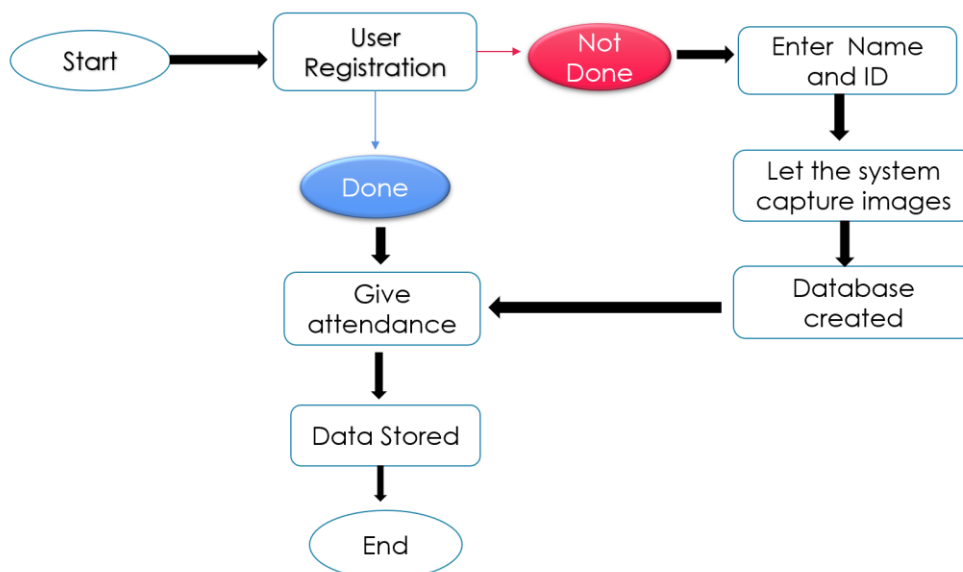 Start
User
Registration
Not
Done
Enter Name
and ID
Let the system
capture images
Done
Database
created
Give
attendance
Data Stored
End